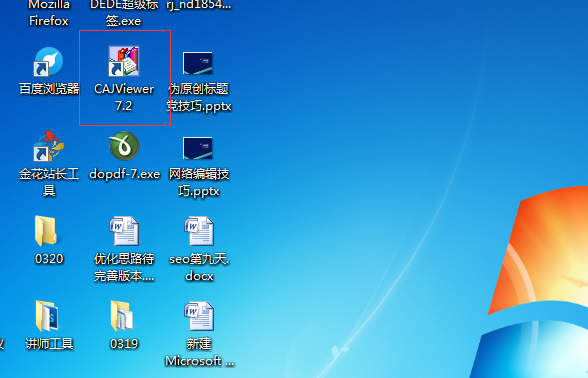 Mozilla
Firefox
DEDE超级标
签.exe
rj_nd1854...
百度浏览器
CAJViewer
7.2
伪原创标题
党技巧.pptx
金花站长工
具
dopdf-7.exe
网络编辑技
巧.pptx
0320
优化思路待
完善版本....
seo第九天.
docx
讲师工具
0319
新建
Microsoft ...